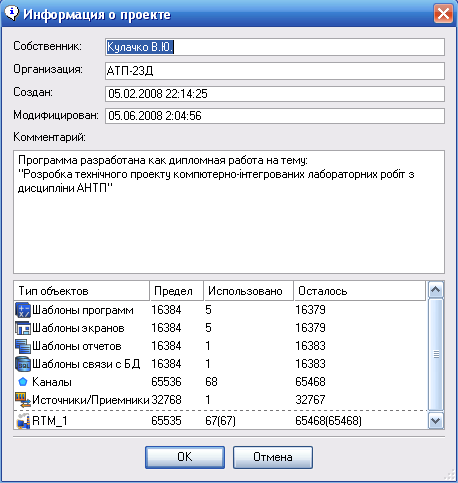 Информация о проекте
Собственник: Кулачко В.Ю.
Организация: АТП-23Д
Создан: 05.02.2008 22:14:25
Модифицирован: 05.06.2008 2:04:56
Комментарий:
Программа разработана как дипломная работа на тему:
"Розробка технічного проекту компютерно-інтегрованих лабораторних робіт з
дисципліни АНТП"
Тип объектов Предел Использовано Осталось
Шаблоны программ 16384 5 16379
Шаблоны экранов 16384 5 16379
Шаблоны отчетов 16384 1 16383
Шаблоны связи с БД 16384 1 16383
Каналы 65536 68 65468
Источники/Приемники 32768 1 32767
RTM_1 65535 67(67) 65468(65468)
OK Отмена